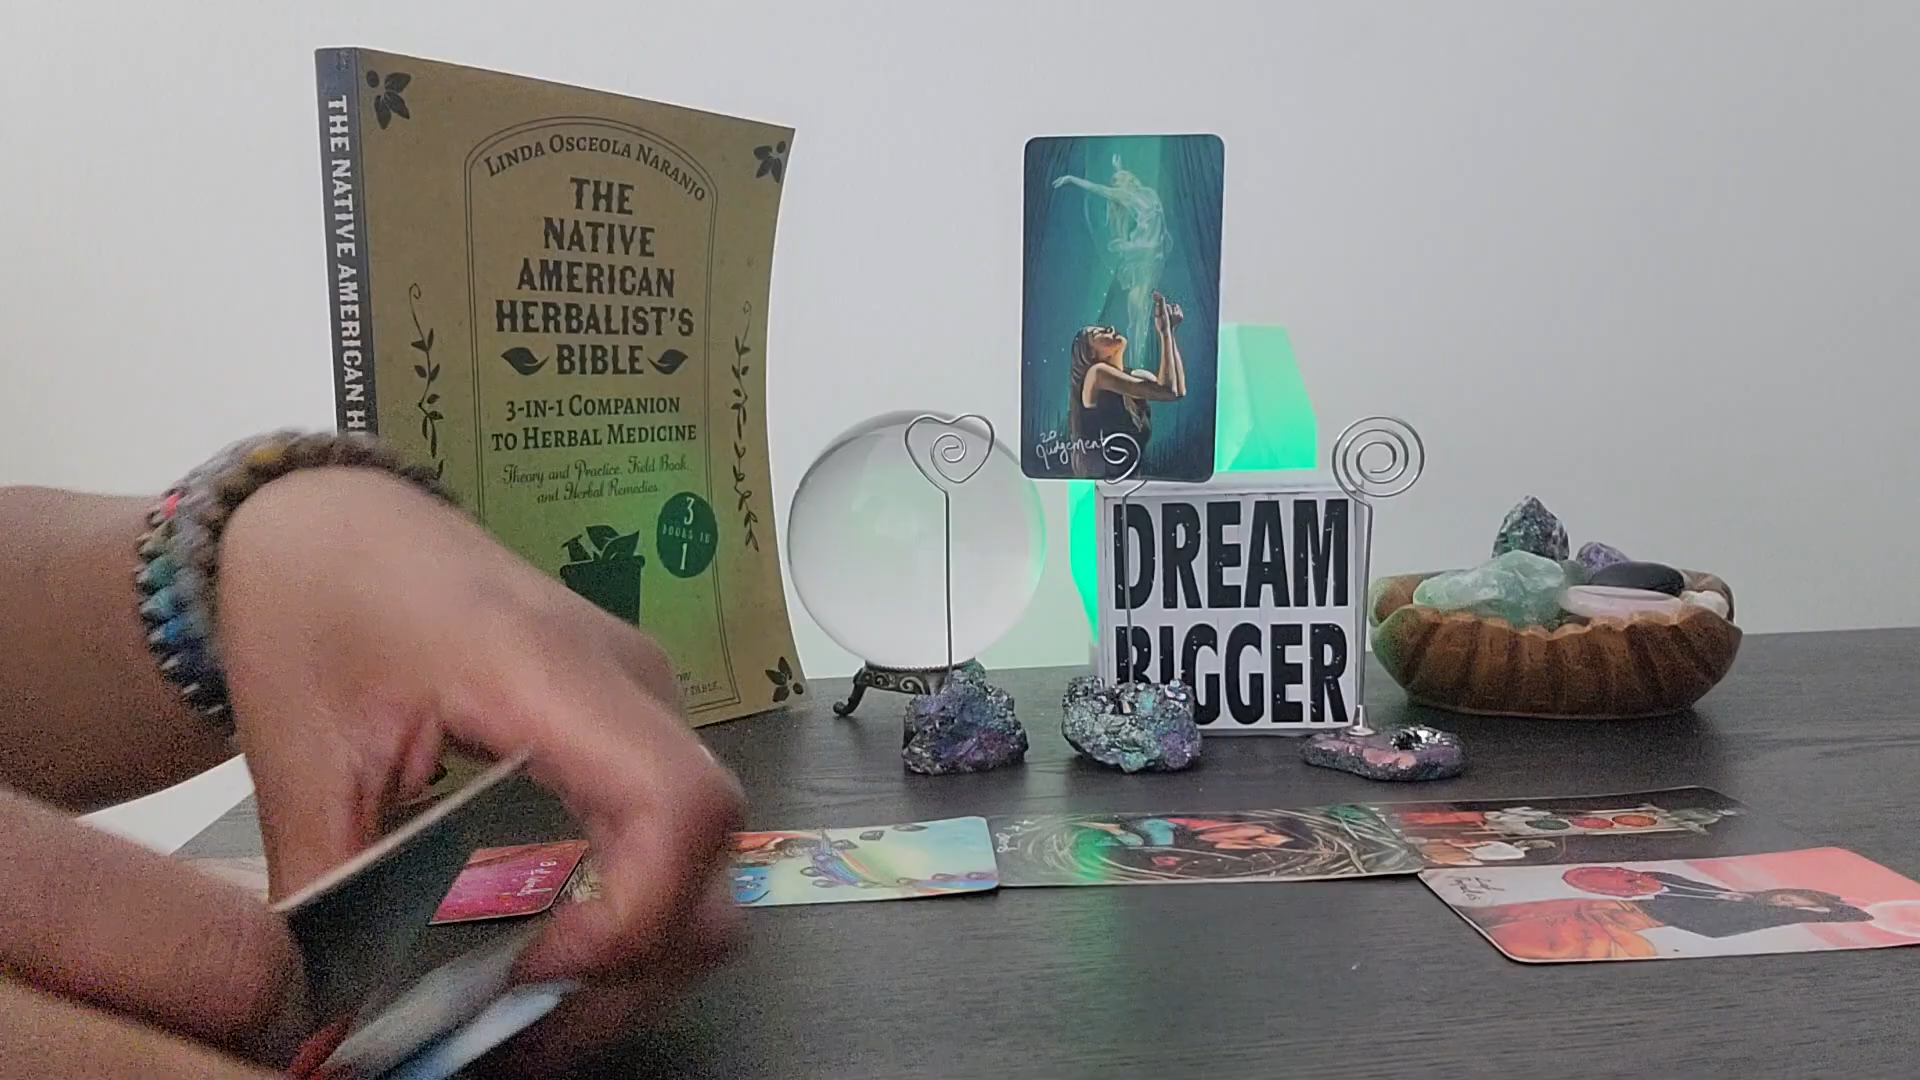 THE NATIVE AMERICAN H
LINDA OSCEOLA NARANJO
THE
NATIVE
AMERICAN
HERBALIST'S
BIBLE
3-IN-1 COMPANION
TO HERBAL MEDICINE
Theory and Practice, Field Book,
and Herbal Remedies
3
BOOKS IN
1
20
Judgement
DREAM
BIGGER